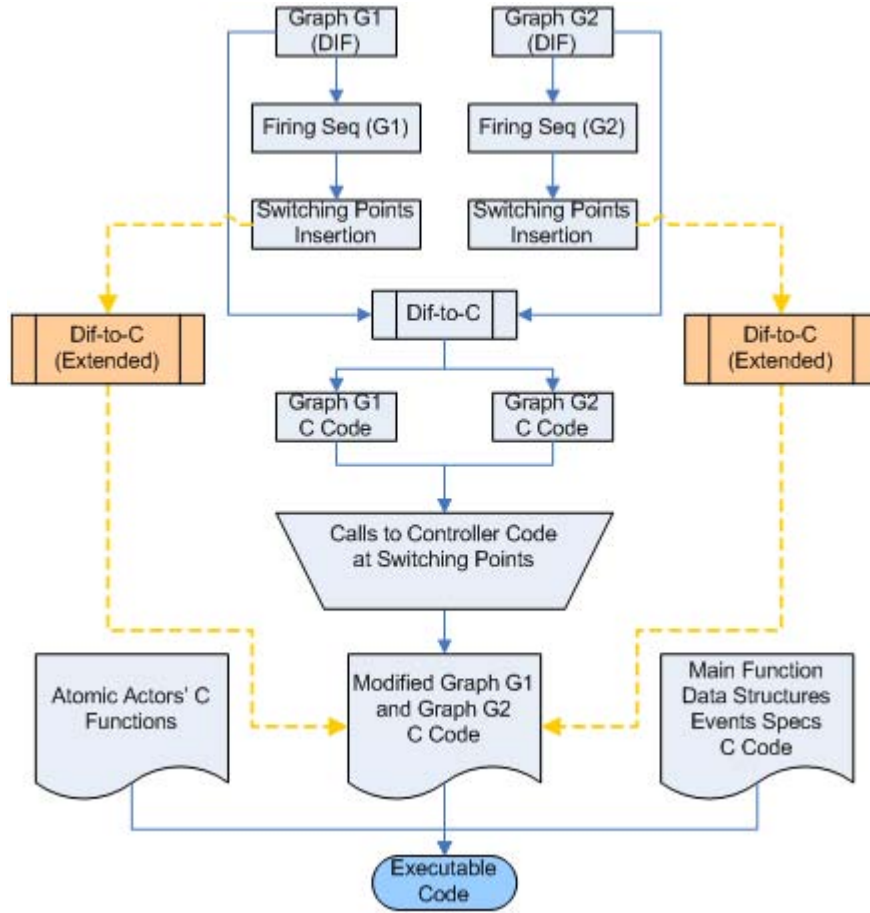 Graph G1
(DIF)
Graph G2
(DIF)
Firing Seq (G1)
Firing Seq (G2)
Switching Points
Insertion
Switching Points
Insertion
Dif-to-C
Dif-to-C
(Extended)
Dif-to-C
(Extended)
Graph G1
C Code
Graph G2
C Code
Calls to Controller Code
at Switching Points
Atomic Actors' C
Functions
Modified Graph G1
and Graph G2
C Code
Main Function
Data Structures
Events Specs
C Code
Executable
Code